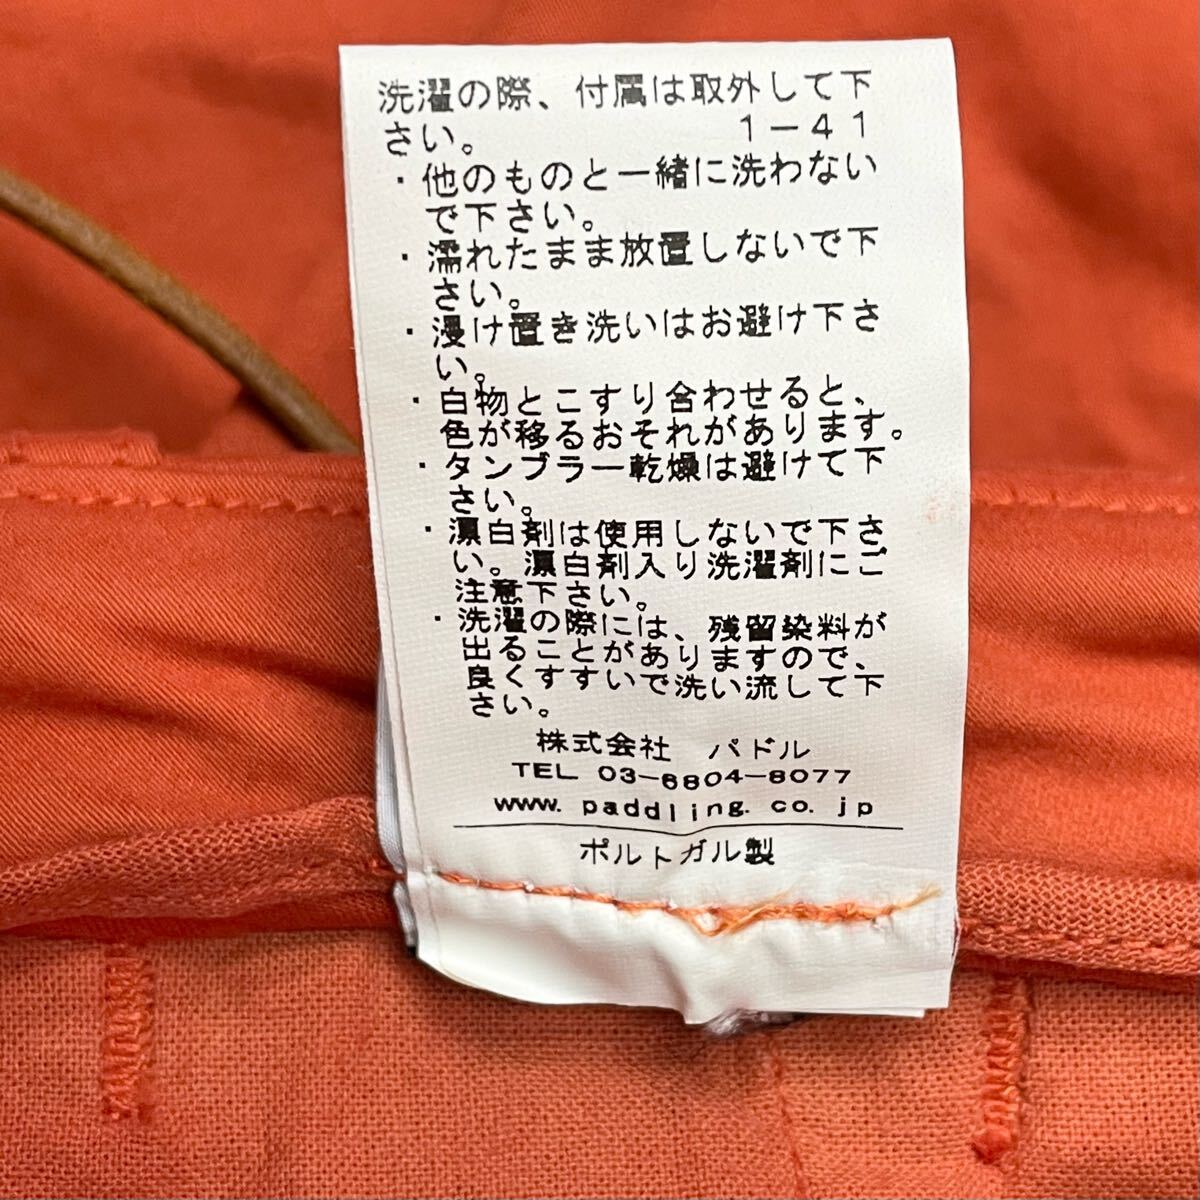 洗濯の際、付属は取外して下
さい。 1-41
・他のものと一緒に洗わない
で下さい。
・濡れたまま放置しないで下
さい。
・浸け置き洗いはお避け下さ
い。
・白物とこすり合わせると、
色が移るおそれがあります。
・タンブラー乾燥は避けて下
さい。
・漂白剤は使用しないで下さ
い。漂白剤入り洗濯剤にご
注意下さい。
・洗濯の際には、残留染料が
出ることがありますので、
良くすすいで洗い流して下
さい。
株式会社 パドル
TEL 03-6804-8077
www.paddling.co.jp
ポルトガル製